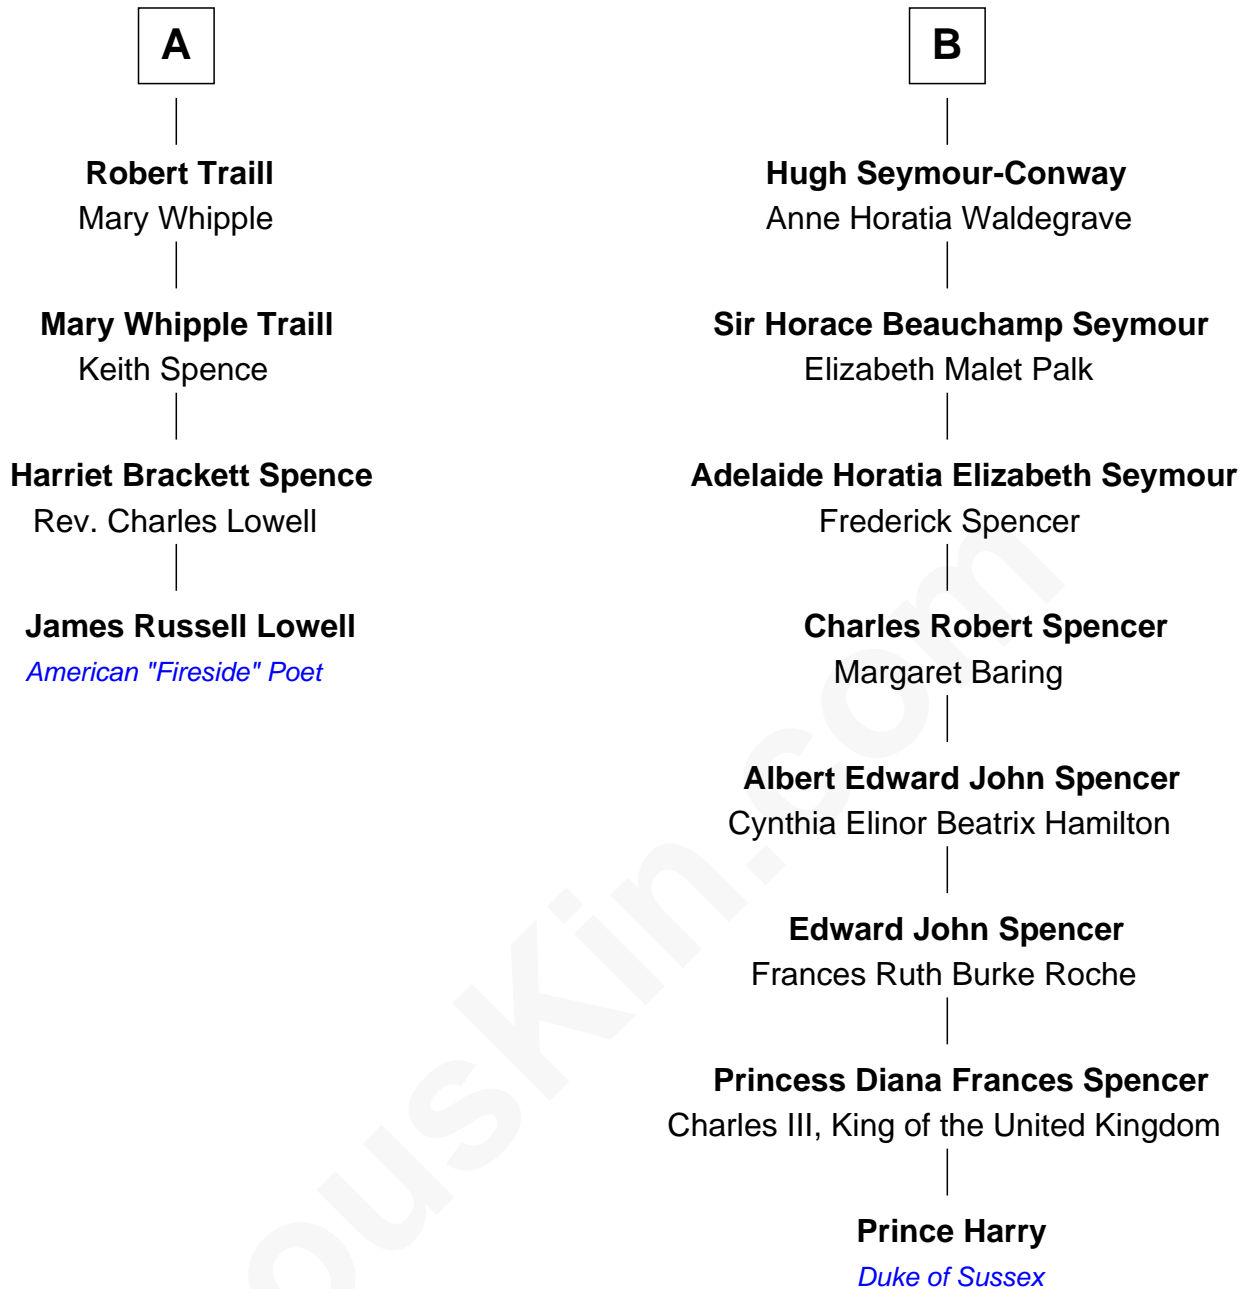 A
Robert Traill
Mary Whipple
Mary Whipple Traill
Keith Spence
Harriet Brackett Spence
Rev. Charles Lowell
James Russell Lowell
American "Fireside" Poet
B
Hugh Seymour-Conway
Anne Horatia Waldegrave
Sir Horace Beauchamp Seymour
Elizabeth Malet Palk
Adelaide Horatia Elizabeth Seymour
Frederick Spencer
Charles Robert Spencer
Margaret Baring
Albert Edward John Spencer
Cynthia Elinor Beatrix Hamilton
Edward John Spencer
Frances Ruth Burke Roche
Princess Diana Frances Spencer
Charles III, King of the United Kingdom
Prince Harry
Duke of Sussex
ousKin.com